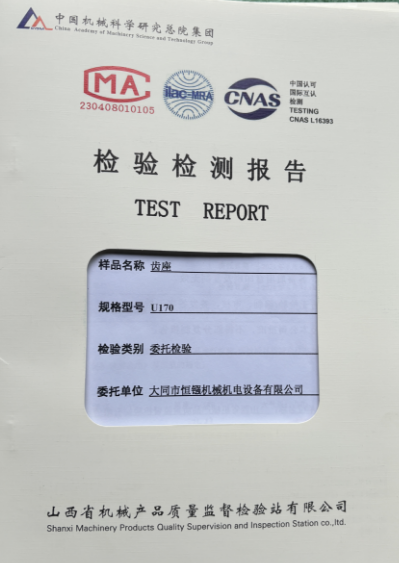 中国机械科学研究总院集团
China Academy of Machinery Science and Technology Group
MA
230408010105
ilac-MRA
CNAS
中国认可
国际互认
检测
TESTING
CNAS L16393
检验检测报告
TEST REPORT
样品名称 齿座
规格型号 U170
检验类别 委托检验
委托单位 大同市恒镪机械机电设备有限公司
山西省机械产品质量监督检验站有限公司
Shanxi Machinery Products Quality Supervision and Inspection Station co.,ltd.